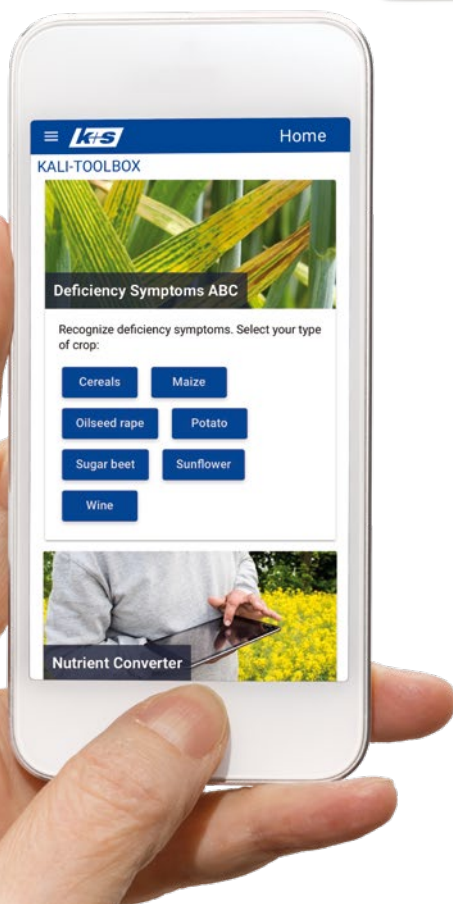 K+S
Home
KALI-TOOLBOX
Deficiency Symptoms ABC
Recognize deficiency symptoms. Select your type
of crop:
Cereals
Maize
Oilseed rape
Potato
Sugar beet
Sunflower
Wine
Nutrient Converter